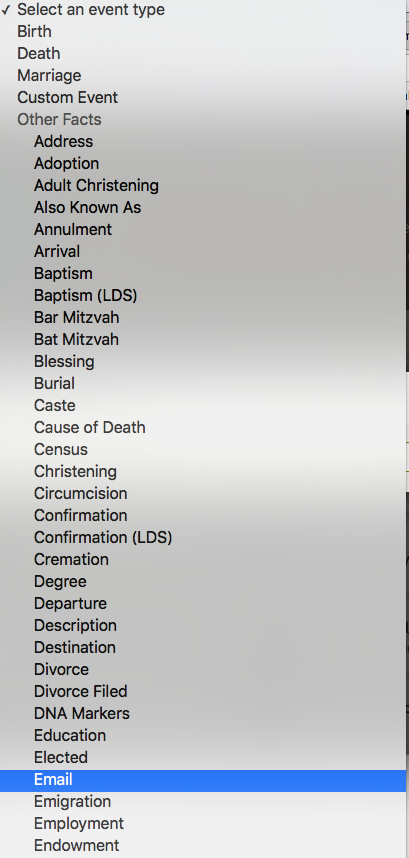 ✓ Select an event type
Birth
Death
Marriage
Custom Event
Other Facts
Address
Adoption
Adult Christening
Also Known As
Annulment
Arrival
Baptism
Baptism (LDS)
Bar Mitzvah
Bat Mitzvah
Blessing
Burial
Caste
Cause of Death
Census
Christening
Circumcision
Confirmation
Confirmation (LDS)
Cremation
Degree
Departure
Description
Destination
Divorce
Divorce Filed
DNA Markers
Education
Elected
Email
Emigration
Employment
Endowment